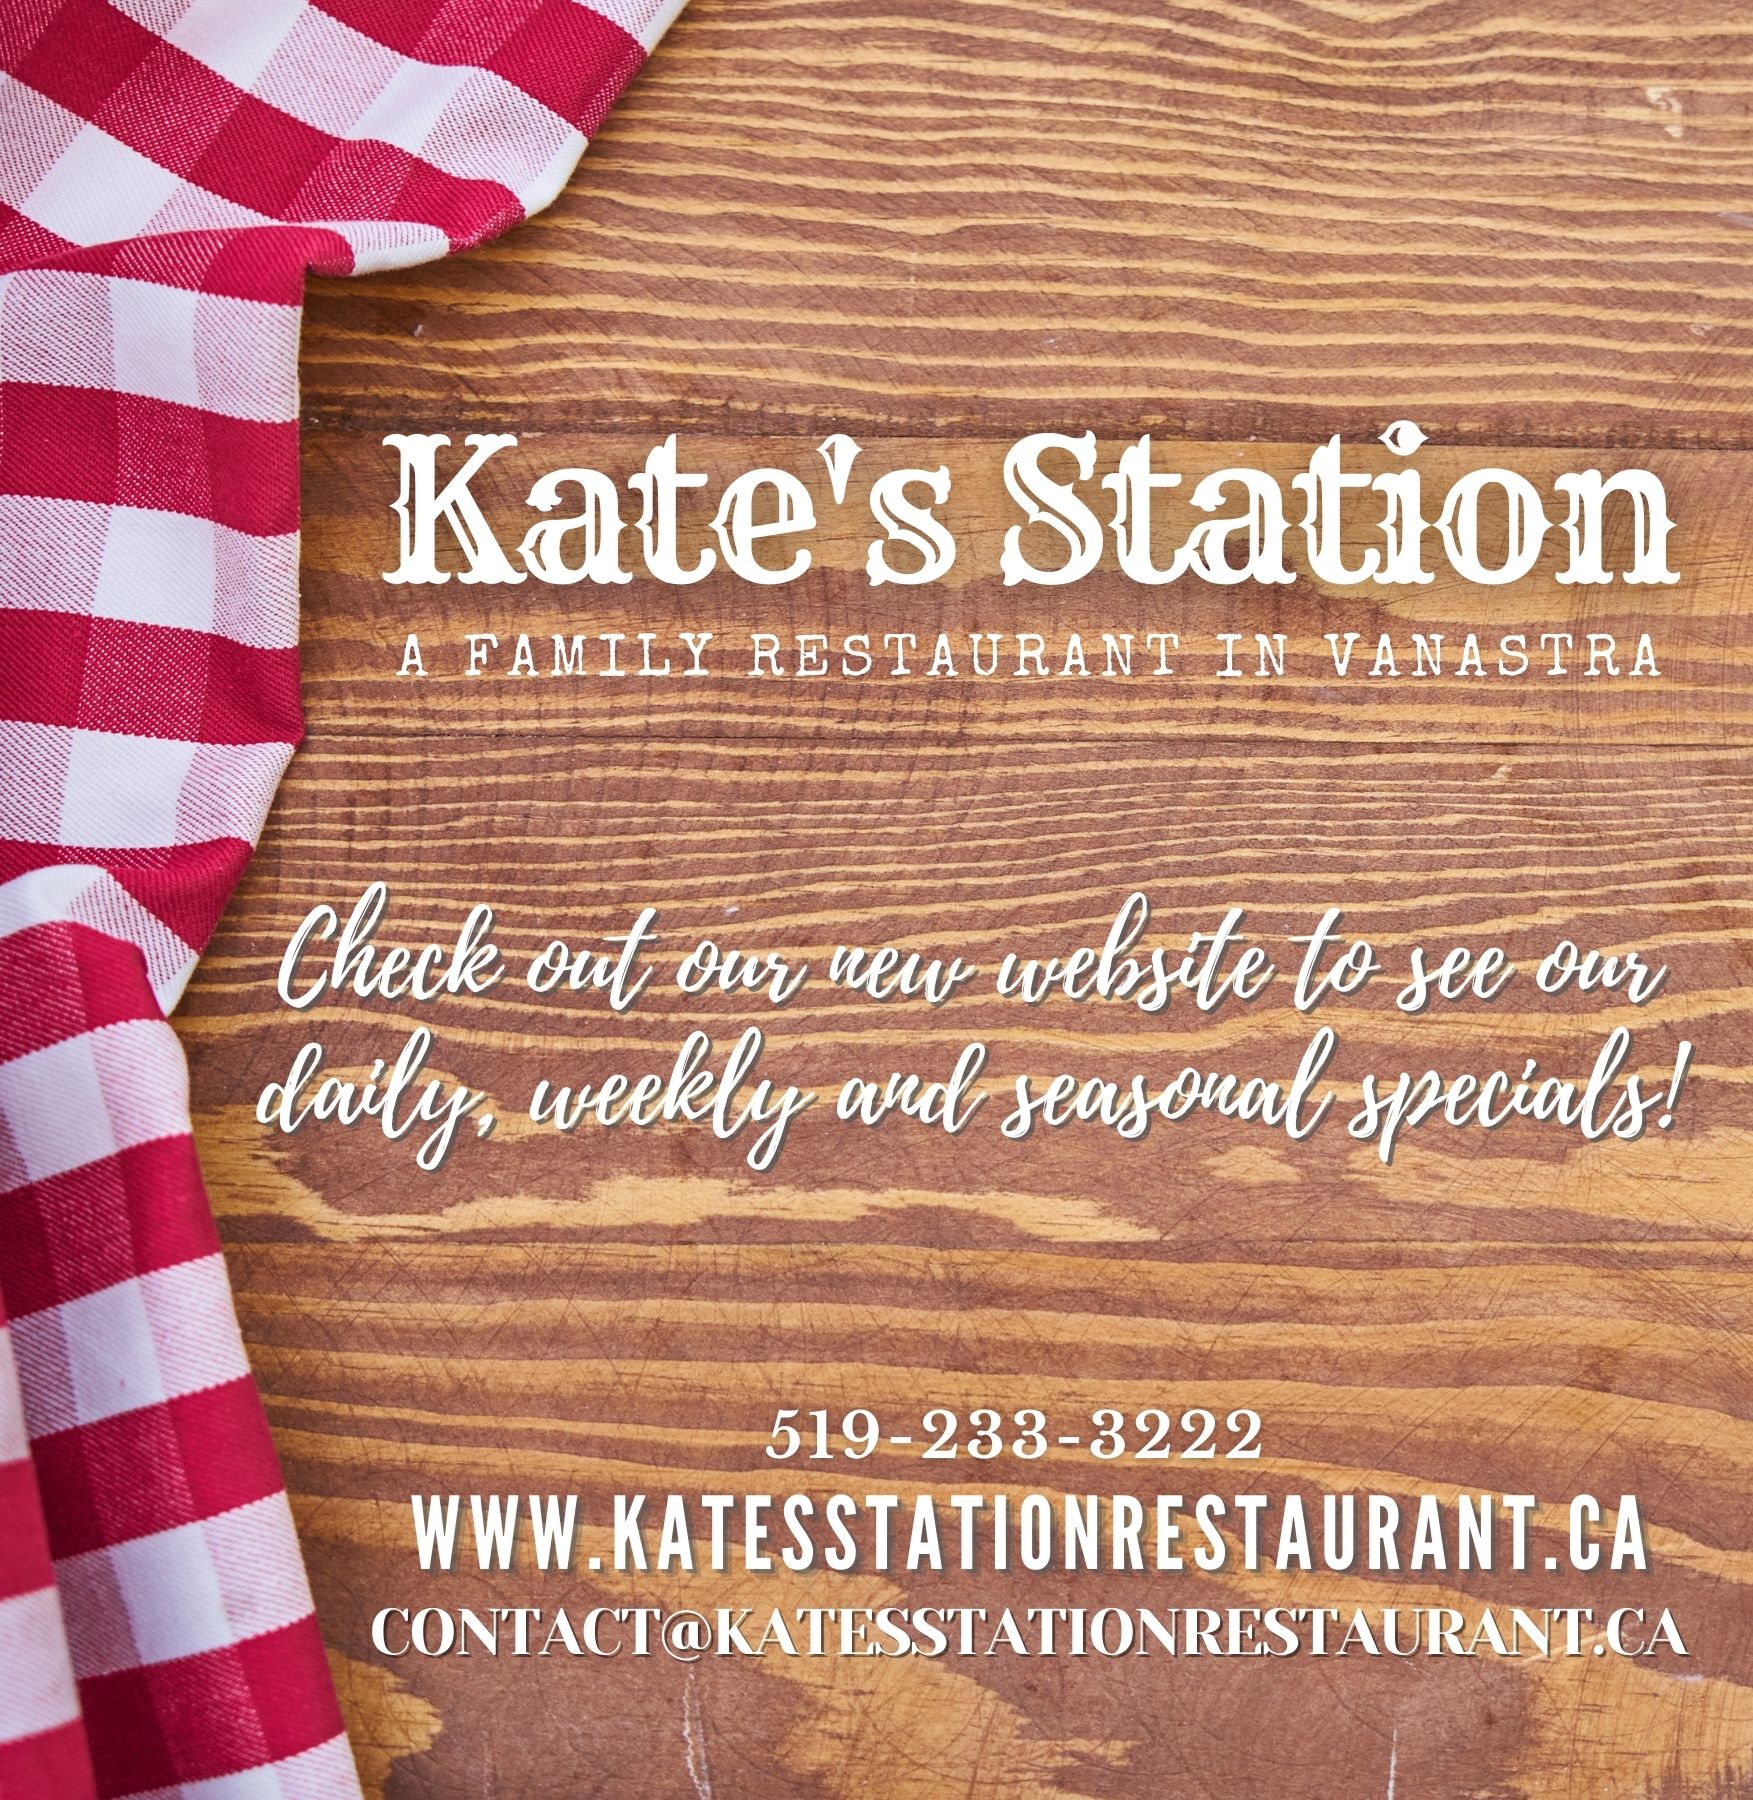 Kate's Station
A FAMILY RESTAURANT IN VANASTRA
Check out our new website to see our
daily, weekly and seasonal specials!
519-233-3222
WWW.KATESSTATIONRESTAURANT.CA
CONTACT@KATESSTATIONRESTAURANT.CA